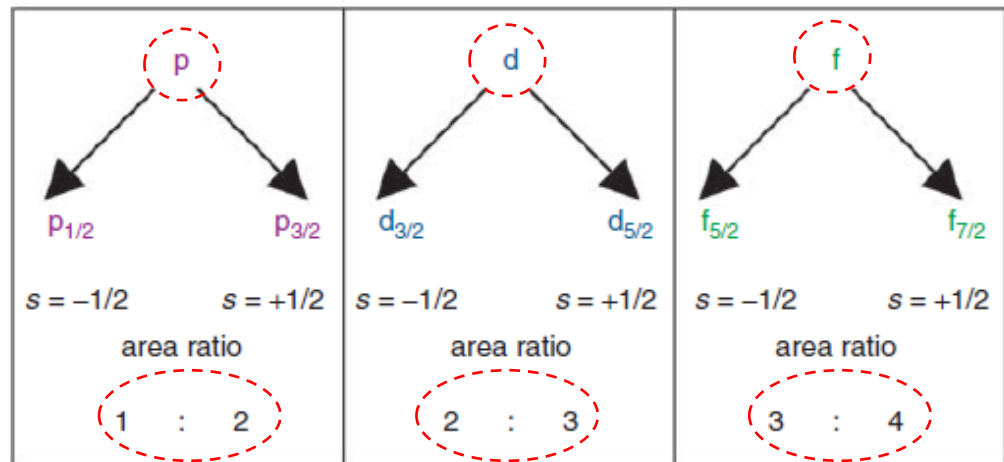 p
p1/2 p3/2
s = –1/2 s = +1/2
area ratio
1 : 2
d
d3/2 d5/2
s = –1/2 s = +1/2
area ratio
2 : 3
f
f5/2 f7/2
s = –1/2 s = +1/2
area ratio
3 : 4